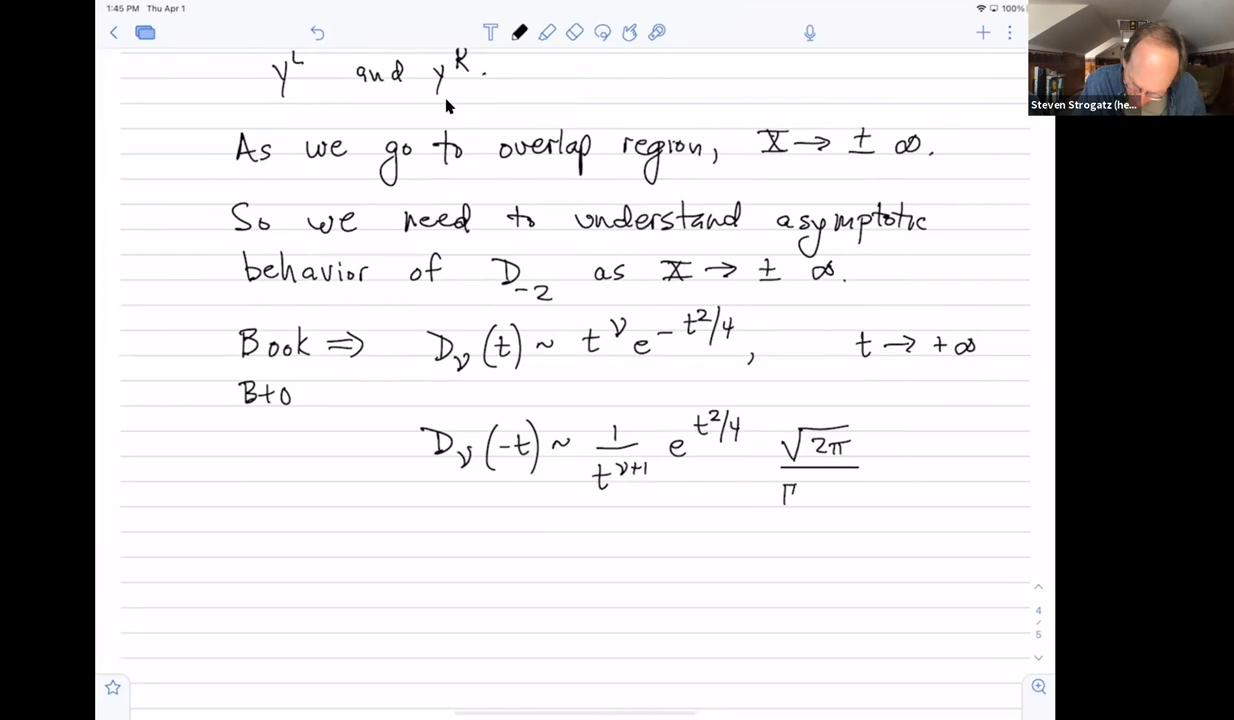 1:45 PM Thu Apr 1
100%
Steven Strogatz (he...
y^L and y^R.
As we go to overlap region, X → ± ∞.
So we need to understand asymptotic
behavior of D_{-2} as X → ± ∞.
Book ⇒ D_ν(t) ~ t^ν e^{-t²/4}, t → +∞
B+O
D_ν(-t) ~ 1/t^{ν+1} e^{t²/4} √2π/Γ
4
/
5